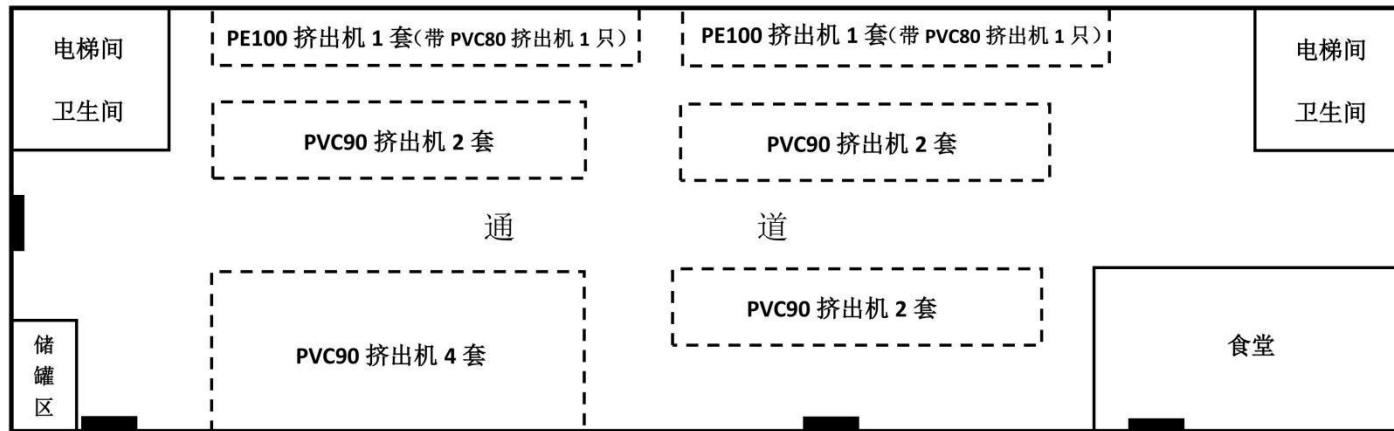 电梯间
卫生间
PE100 挤出机 1 套（带 PVC80 挤出机 1 只）
PE100 挤出机 1 套（带 PVC80 挤出机 1 只）
电梯间
卫生间
PVC90 挤出机 2 套
PVC90 挤出机 2 套
通 道
PVC90 挤出机 4 套
PVC90 挤出机 2 套
储
罐
区
食堂